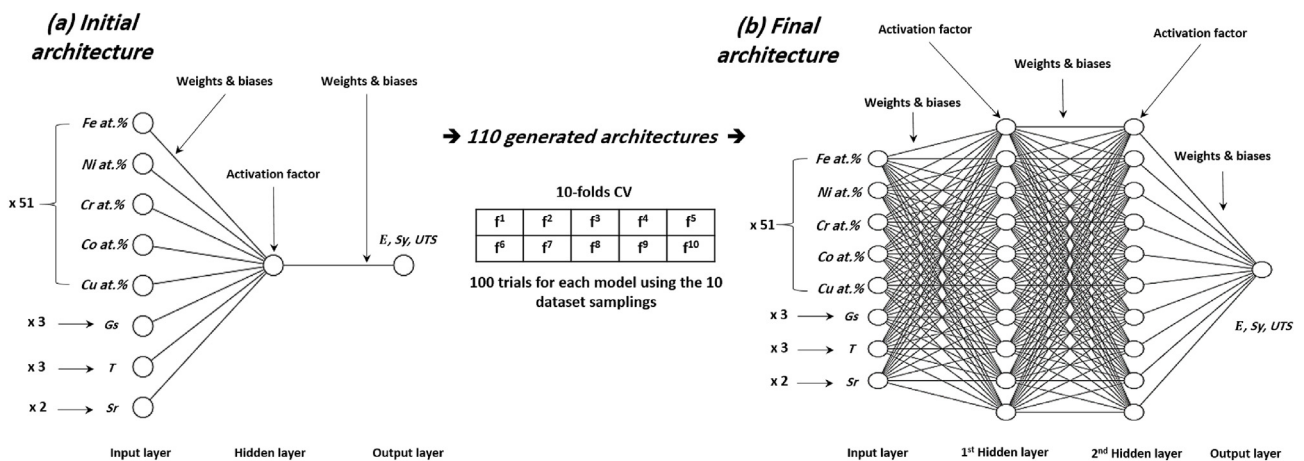 (a) Initial
architecture
Weights & biases
Weights & biases
Fe at.%
Ni at.%
Cr at.%
Co at.%
Cu at.%
x 51
Activation factor
E, Sy, UTS
x 3
Gs
x 3
T
x 2
Sr
Input layer
Hidden layer
Output layer
➔ 110 generated architectures ➔
10-folds CV
f¹ f² f³ f⁴ f⁵
f⁶ f⁷ f⁸ f⁹ f¹⁰
100 trials for each model using the 10
dataset samplings
(b) Final
architecture
Activation factor
Activation factor
Weights & biases
Weights & biases
Weights & biases
Fe at.%
Ni at.%
Cr at.%
Co at.%
Cu at.%
x 51
x 3
Gs
x 3
T
x 2
Sr
E, Sy, UTS
Input layer
1st Hidden layer
2nd Hidden layer
Output layer